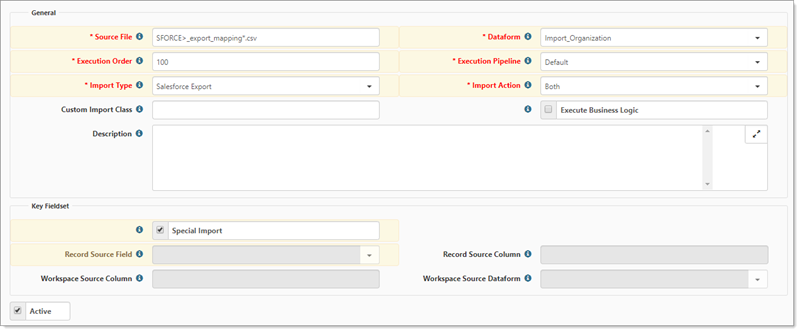 General
* Source File SFORCE>_export_mapping*.csv * Dataform Import_Organization
* Execution Order 100 * Execution Pipeline Default
* Import Type Salesforce Export * Import Action Both
Custom Import Class Execute Business Logic
Description
Key Fieldset
Special Import
Record Source Field Record Source Column
Workspace Source Column Workspace Source Dataform
Active